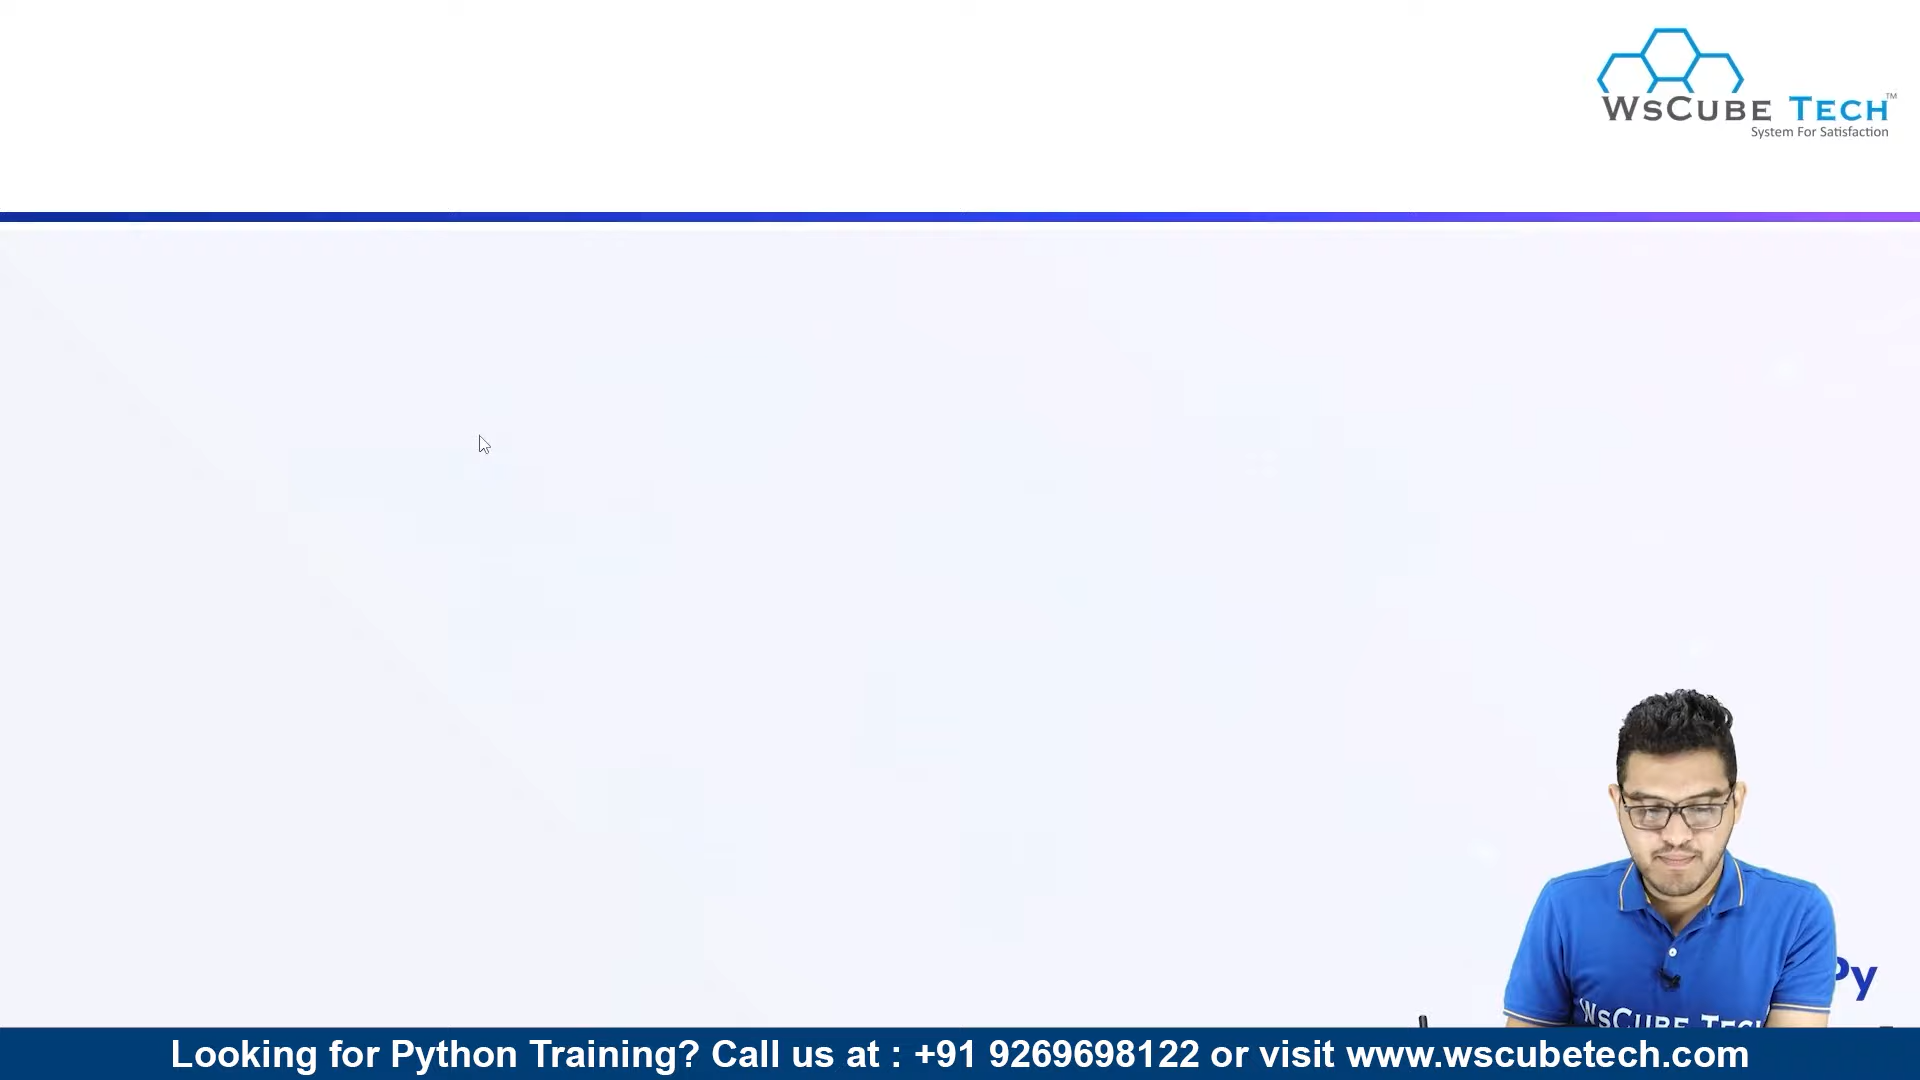 WsCube Tech™
System For Satisfaction
Py
WsCube Tech
Looking for Python Training? Call us at : +91 9269698122 or visit www.wscubetech.com